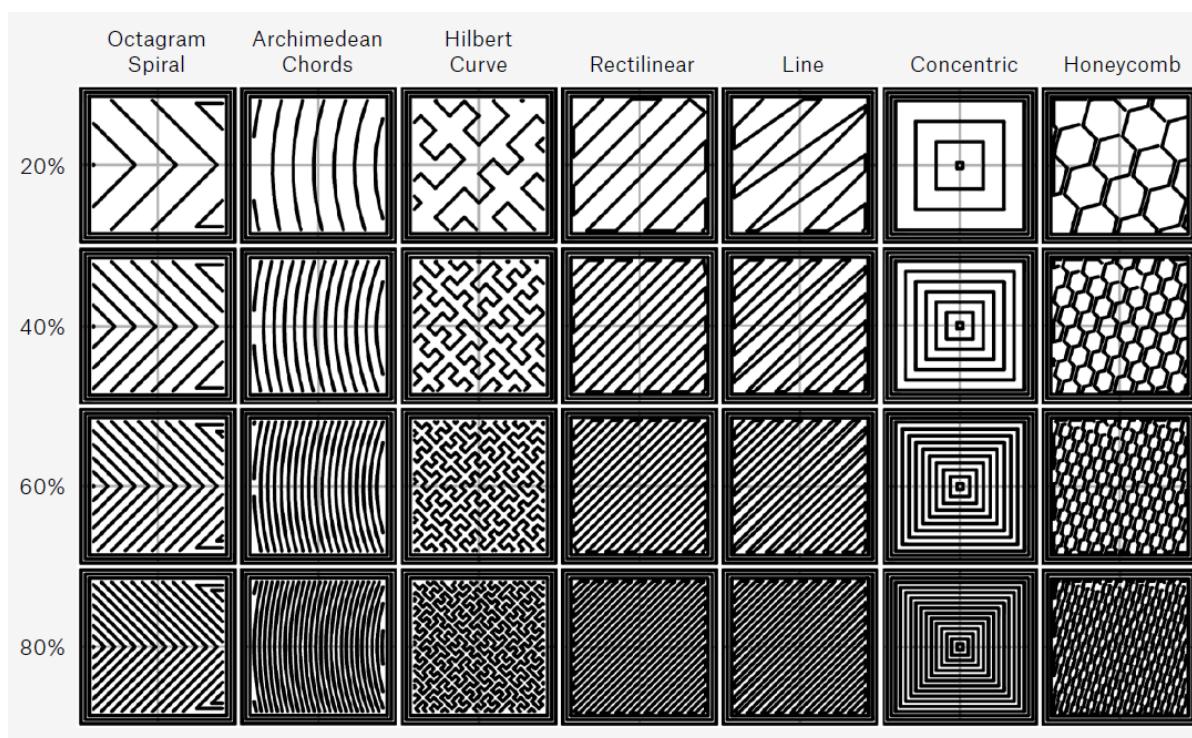 Octagram
Spiral
Archimedean
Chords
Hilbert
Curve
Rectilinear
Line
Concentric
Honeycomb
20%
40%
60%
80%